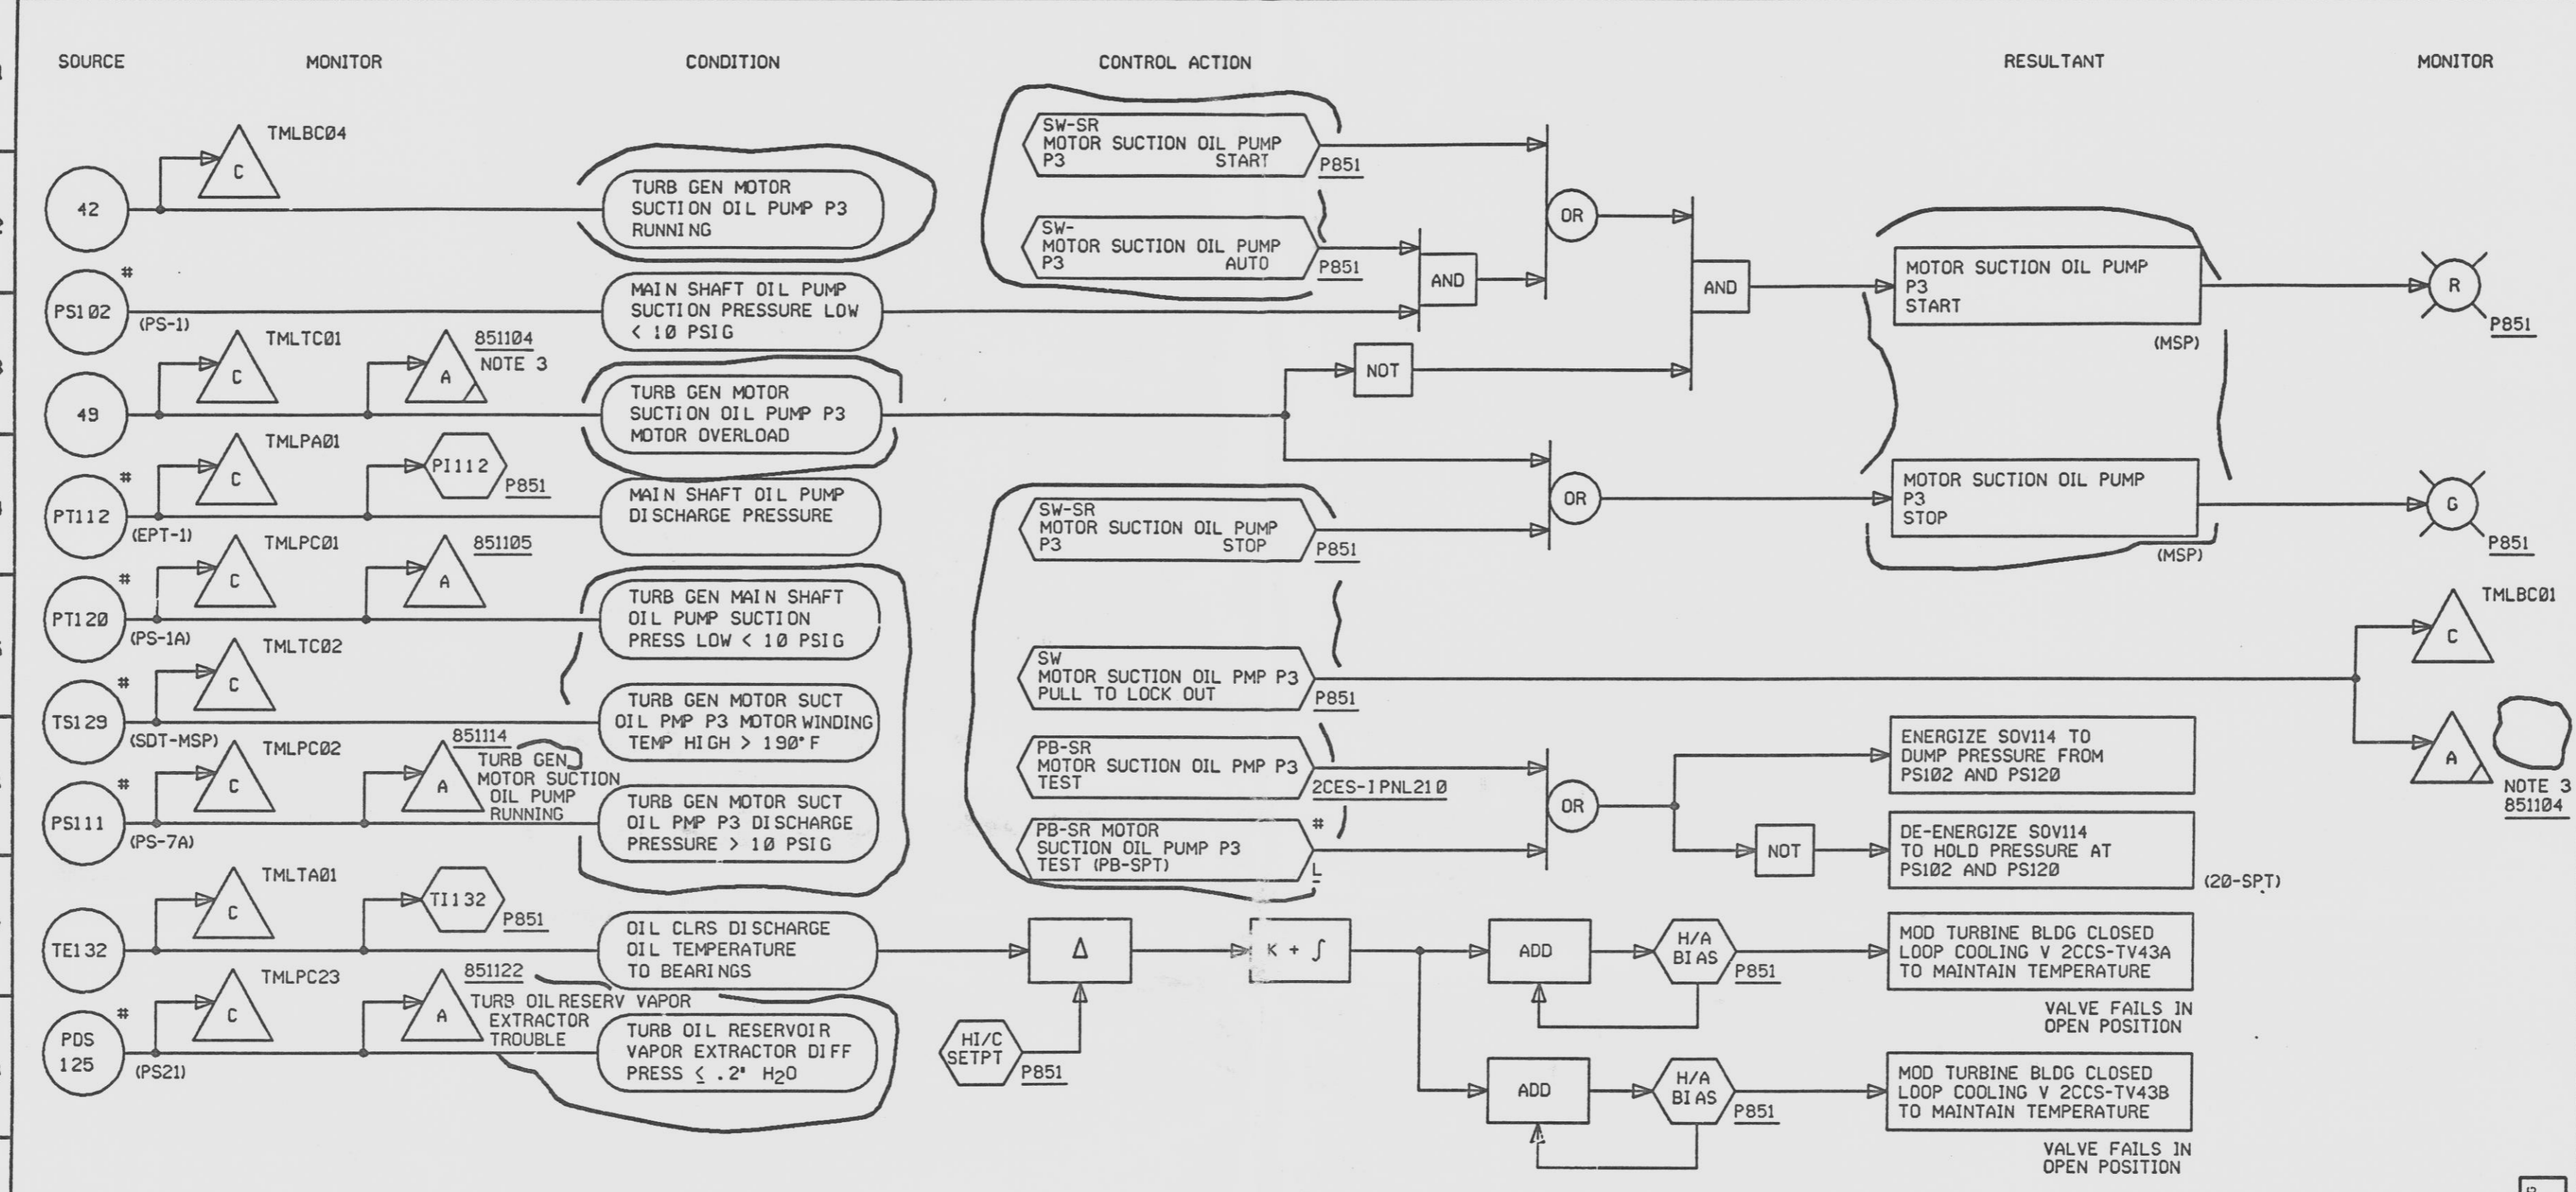 SOURCE
MONITOR
CONDITION
CONTROL ACTION
RESULTANT
MONITOR
42
C
TMLBC04
TURB GEN MOTOR
SUCTION OIL PUMP P3
RUNNING
SW-SR
MOTOR SUCTION OIL PUMP
P3 START
P851
OR
SW-
MOTOR SUCTION OIL PUMP
P3 AUTO
P851
AND
AND
MOTOR SUCTION OIL PUMP
P3
START
(MSP)
R
P851
PS102
#
(PS-1)
MAIN SHAFT OIL PUMP
SUCTION PRESSURE LOW
< 10 PSIG
49
C
TMLTC01
A
851104
NOTE 3
TURB GEN MOTOR
SUCTION OIL PUMP P3
MOTOR OVERLOAD
NOT
PT112
#
(EPT-1)
C
TMLPA01
PI112
P851
MAIN SHAFT OIL PUMP
DISCHARGE PRESSURE
SW-SR
MOTOR SUCTION OIL PUMP
P3 STOP
P851
OR
MOTOR SUCTION OIL PUMP
P3
STOP
(MSP)
G
P851
PT120
#
(PS-1A)
C
TMLPC01
A
851105
TURB GEN MAIN SHAFT
OIL PUMP SUCTION
PRESS LOW < 10 PSIG
SW
MOTOR SUCTION OIL PMP P3
PULL TO LOCK OUT
P851
C
TMLBC01
A
NOTE 3
851104
TS129
#
(SDT-MSP)
C
TMLTC02
TURB GEN MOTOR SUCT
OIL PMP P3 MOTOR WINDING
TEMP HIGH > 190°F
PB-SR
MOTOR SUCTION OIL PMP P3
TEST
2CES-IPNL210
OR
ENERGIZE SOV114 TO
DUMP PRESSURE FROM
PS102 AND PS120
PS111
#
(PS-7A)
C
TMLPC02
A
851114
TURB GEN
MOTOR SUCTION
OIL PUMP
RUNNING
TURB GEN MOTOR SUCT
OIL PMP P3 DISCHARGE
PRESSURE > 10 PSIG
PB-SR MOTOR
SUCTION OIL PUMP P3
TEST (PB-SPT)
#
L
NOT
DE-ENERGIZE SOV114
TO HOLD PRESSURE AT
PS102 AND PS120
(20-SPT)
TE132
C
TMLTA01
TI132
P851
OIL CLRS DISCHARGE
OIL TEMPERATURE
TO BEARINGS
Δ
K + ∫
ADD
H/A
BIAS
P851
MOD TURBINE BLDG CLOSED
LOOP COOLING V 2CCS-TV43A
TO MAINTAIN TEMPERATURE
VALVE FAILS IN
OPEN POSITION
PDS
125
#
(PS21)
C
TMLPC23
A
851122
TURB OIL RESERV VAPOR
EXTRACTOR
TROUBLE
TURB OIL RESERVOIR
VAPOR EXTRACTOR DIFF
PRESS ≤ .2" H2O
HI/C
SETPT
P851
ADD
H/A
BIAS
P851
MOD TURBINE BLDG CLOSED
LOOP COOLING V 2CCS-TV43B
TO MAINTAIN TEMPERATURE
VALVE FAILS IN
OPEN POSITION